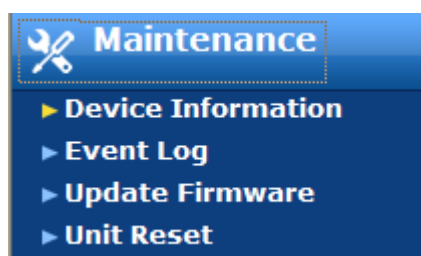 Maintenance
Device Information
Event Log
Update Firmware
Unit Reset